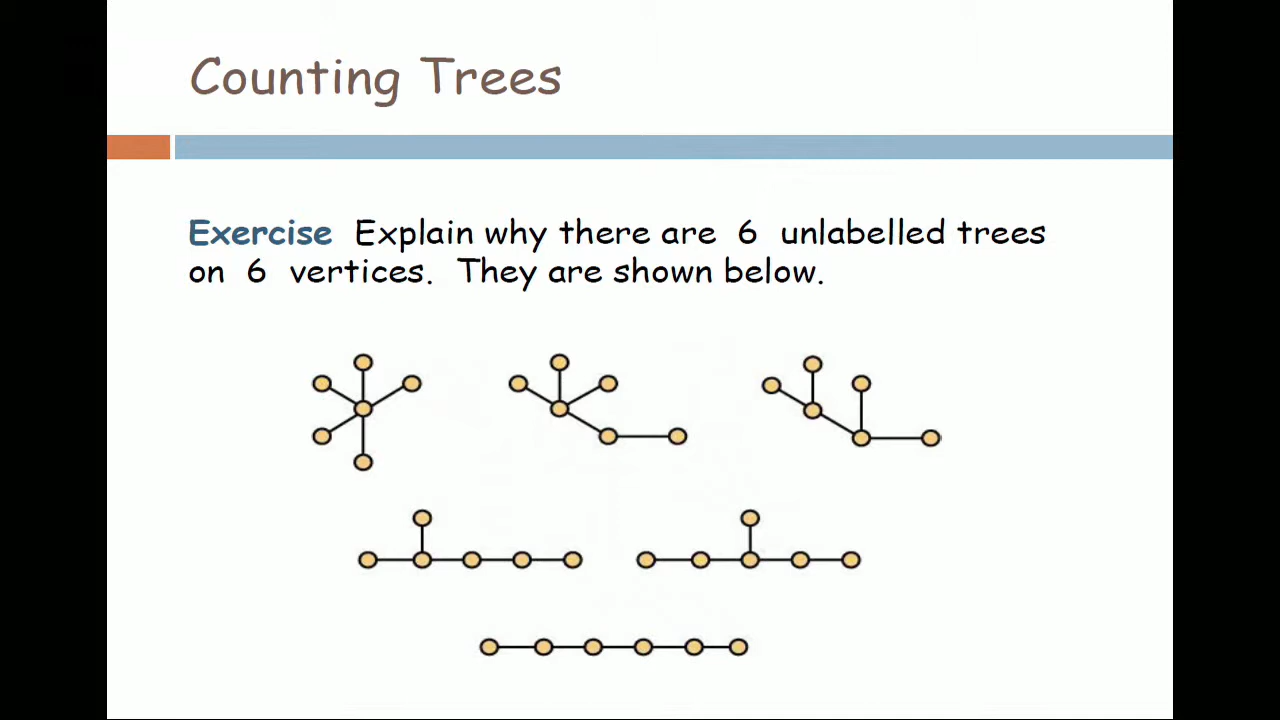 Counting Trees
Exercise Explain why there are 6 unlabelled trees
on 6 vertices. They are shown below.